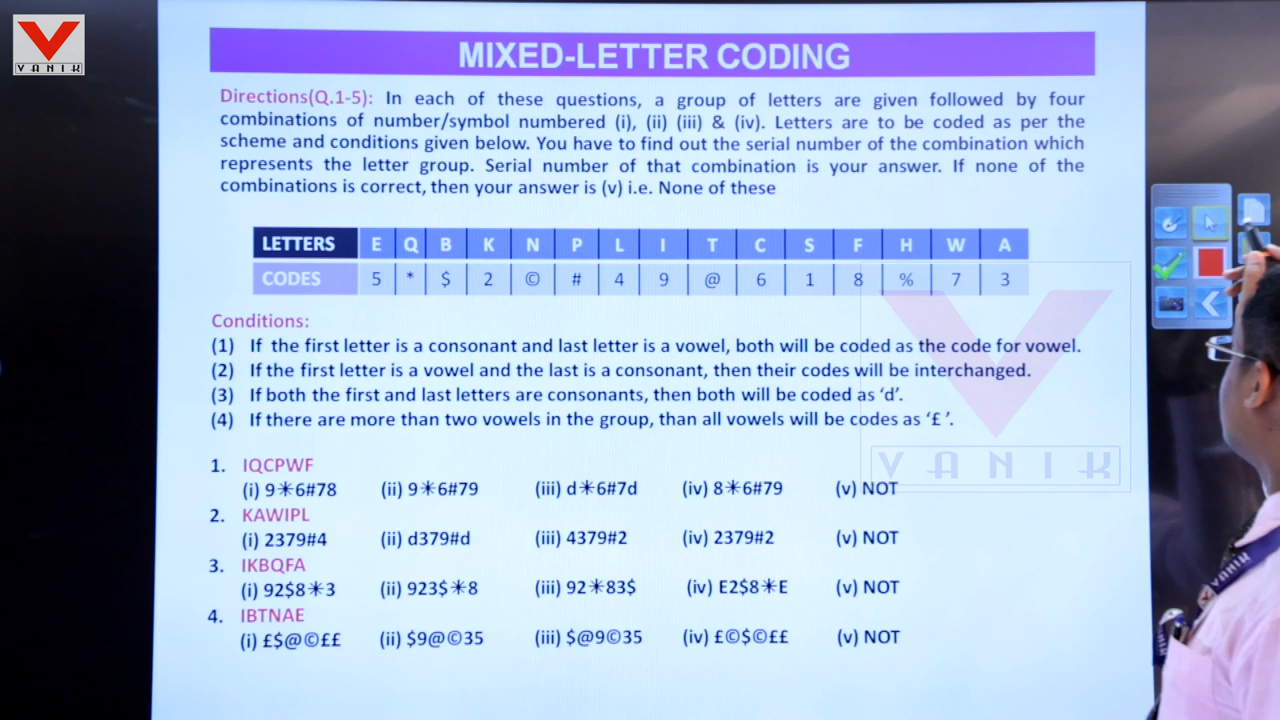 VANIK
MIXED-LETTER CODING
Directions(Q.1-5): In each of these questions, a group of letters are given followed by four
combinations of number/symbol numbered (i), (ii) (iii) & (iv). Letters are to be coded as per the
scheme and conditions given below. You have to find out the serial number of the combination which
represents the letter group. Serial number of that combination is your answer. If none of the
combinations is correct, then your answer is (v) i.e. None of these
LETTERS E Q B K N P L I T C S F H W A
CODES 5 * $ 2 © # 4 9 @ 6 1 8 % 7 3
Conditions:
(1) If the first letter is a consonant and last letter is a vowel, both will be coded as the code for vowel.
(2) If the first letter is a vowel and the last is a consonant, then their codes will be interchanged.
(3) If both the first and last letters are consonants, then both will be coded as ‘d’.
(4) If there are more than two vowels in the group, than all vowels will be codes as ‘£ ’.
VANIK
1. IQCPWF
(i) 9✳6#78 (ii) 9✳6#79 (iii) d✳6#7d (iv) 8✳6#79 (v) NOT
2. KAWIPL
(i) 2379#4 (ii) d379#d (iii) 4379#2 (iv) 2379#2 (v) NOT
3. IKBQFA
(i) 92$8✳3 (ii) 923$✳8 (iii) 92✳83$ (iv) E2$8✳E (v) NOT
4. IBTNAE
(i) £$@©££ (ii) $9@©35 (iii) $@9©35 (iv) £©$©££ (v) NOT
VANIK
VANIK